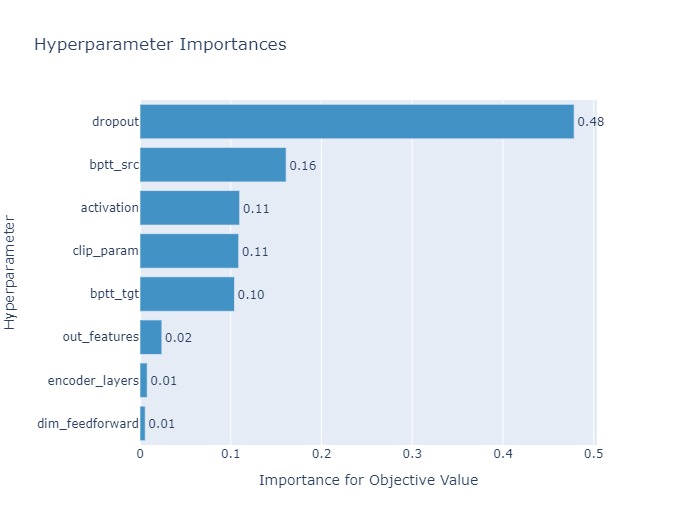 Hyperparameter Importances
Hyperparameter
dropout 0.48
bptt_src 0.16
activation 0.11
clip_param 0.11
bptt_tgt 0.10
out_features 0.02
encoder_layers 0.01
dim_feedforward 0.01
0 0.1 0.2 0.3 0.4 0.5
Importance for Objective Value